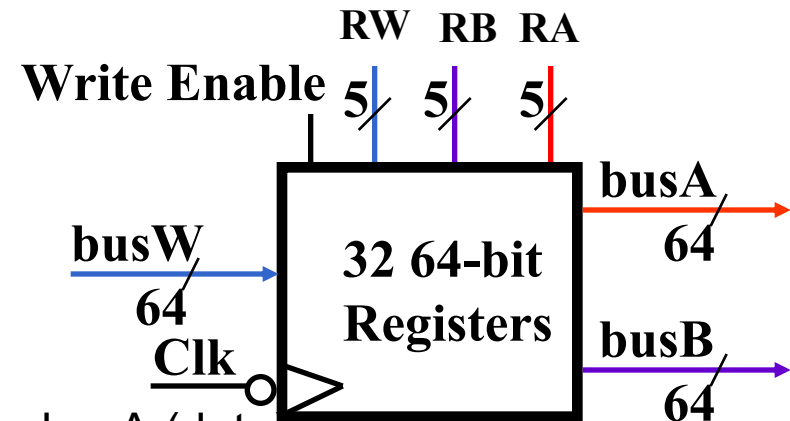 RW RB RA
Write Enable
5 5 5
busA
64
busW
64
32 64-bit
Registers
Clk
busB
64